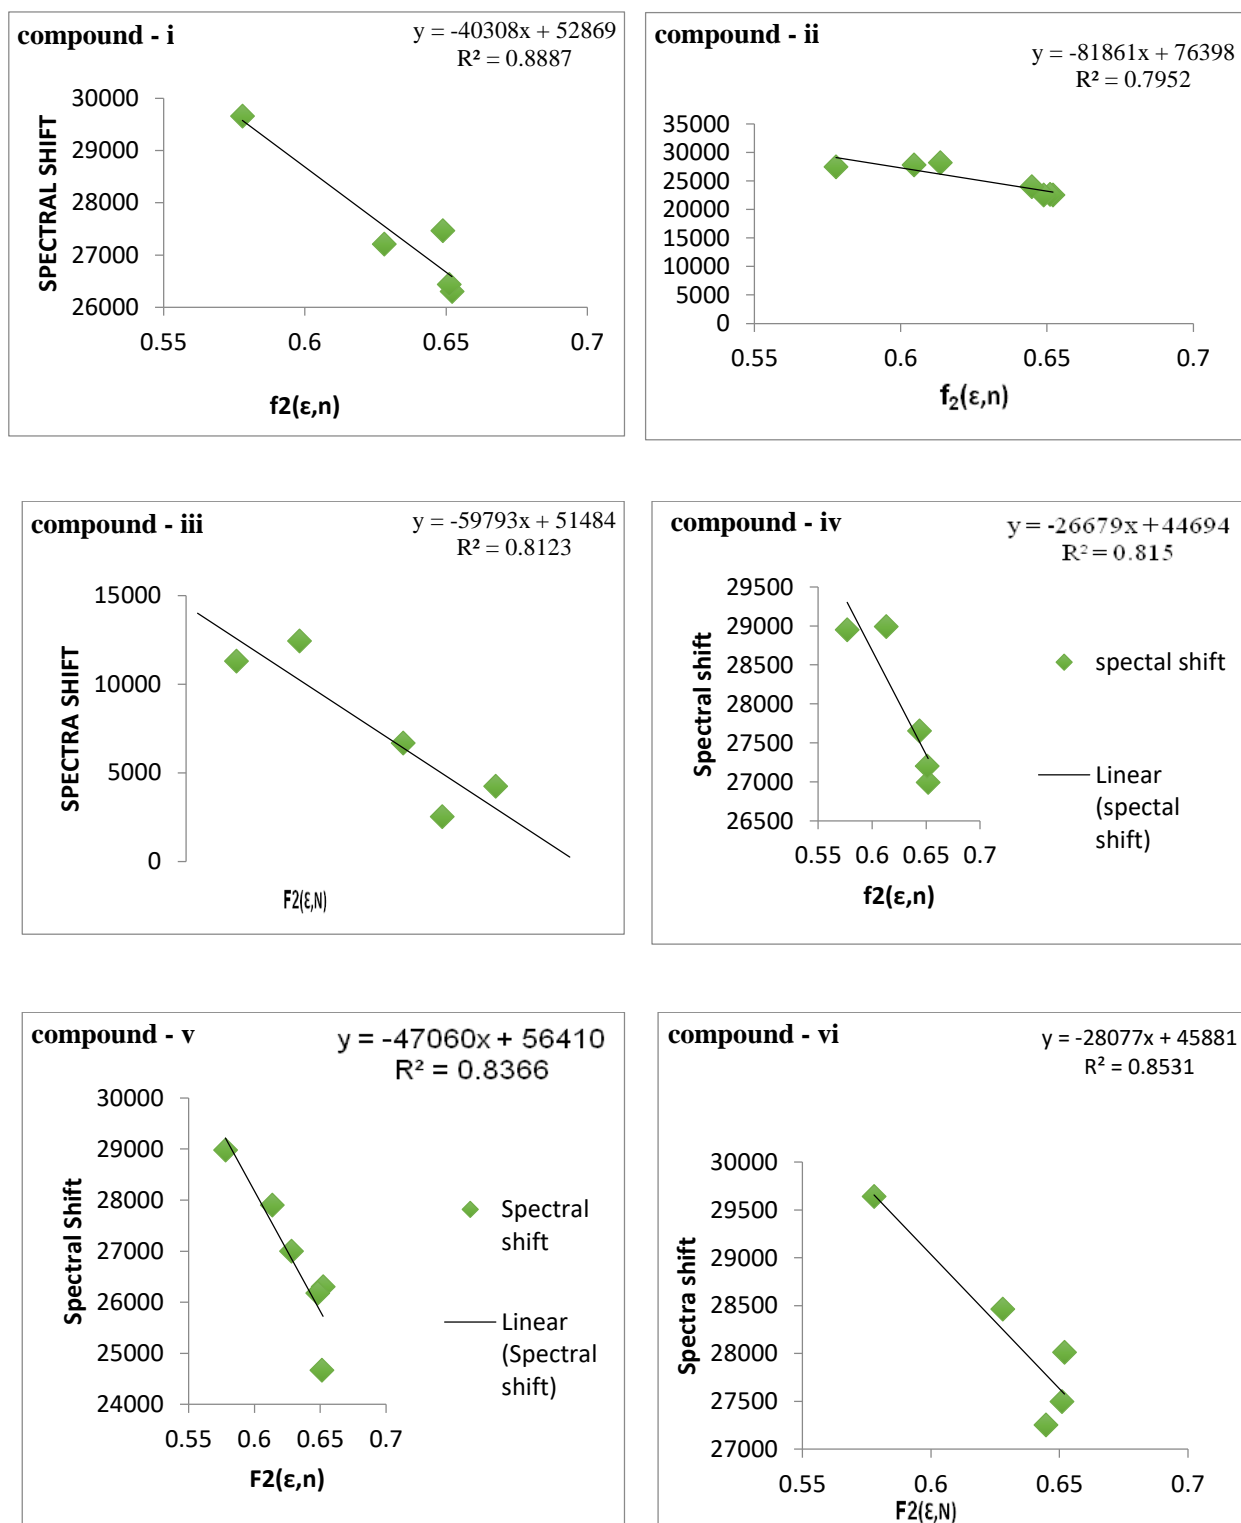 compound - i
y = -40308x + 52869
R² = 0.8887
SPECTRAL SHIFT
30000
29000
28000
27000
26000
0.55 0.6 0.65 0.7
f2(ε,n)
compound - ii
y = -81861x + 76398
R² = 0.7952
35000
30000
25000
20000
15000
10000
5000
0
0.55 0.6 0.65 0.7
f₂(ε,n)
compound - iii
y = -59793x + 51484
R² = 0.8123
SPECTRA SHIFT
15000
10000
5000
0
F2(ε,N)
compound - iv
y = -26679x + 44694
R² = 0.815
Spectral shift
29500
29000
28500
28000
27500
27000
26500
0.55 0.6 0.65 0.7
f2(ε,n)
spectal shift
Linear
(spectal
shift)
compound - v
y = -47060x + 56410
R² = 0.8366
Spectral Shift
30000
29000
28000
27000
26000
25000
24000
0.55 0.6 0.65 0.7
F2(ε,n)
Spectral
shift
Linear
(Spectral
shift)
compound - vi
y = -28077x + 45881
R² = 0.8531
Spectra shift
30000
29500
29000
28500
28000
27500
27000
0.55 0.6 0.65 0.7
F2(ε,N)